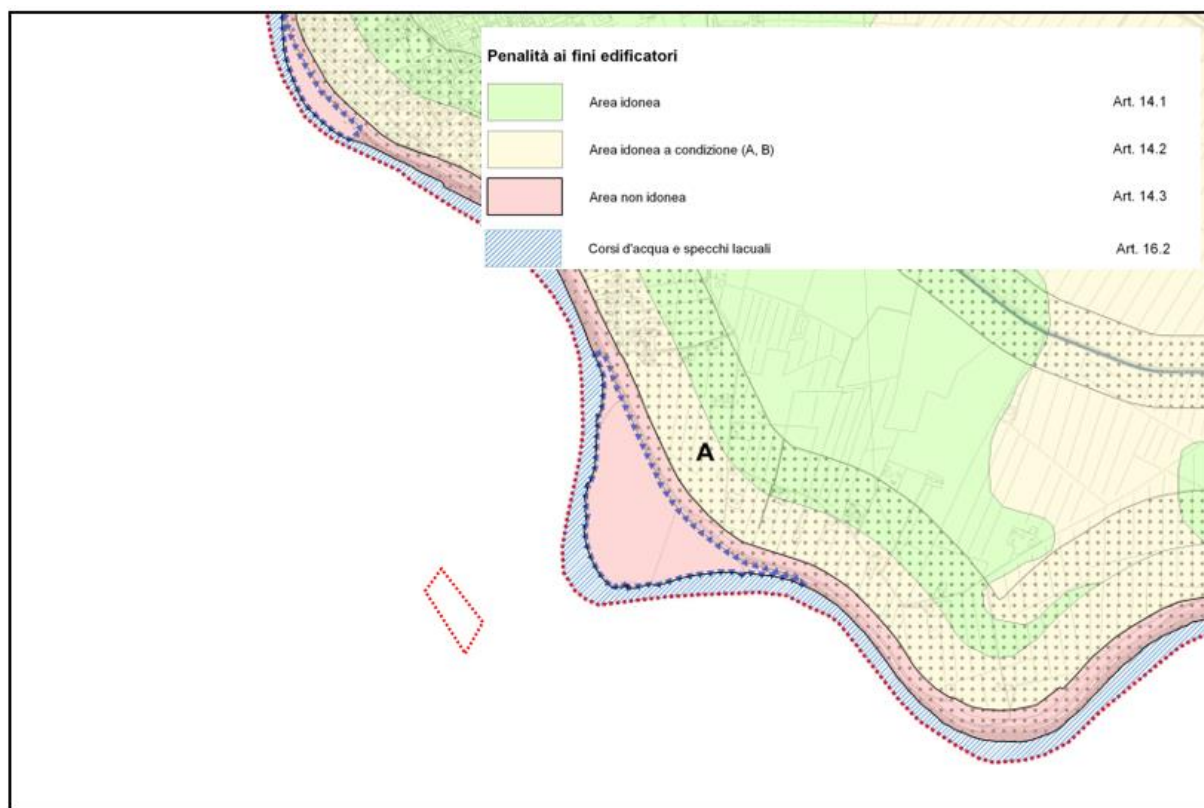 Penalità ai fini edificatori
Area idonea Art. 14.1
Area idonea a condizione (A, B) Art. 14.2
Area non idonea Art. 14.3
Corsi d'acqua e specchi lacuali Art. 16.2
A